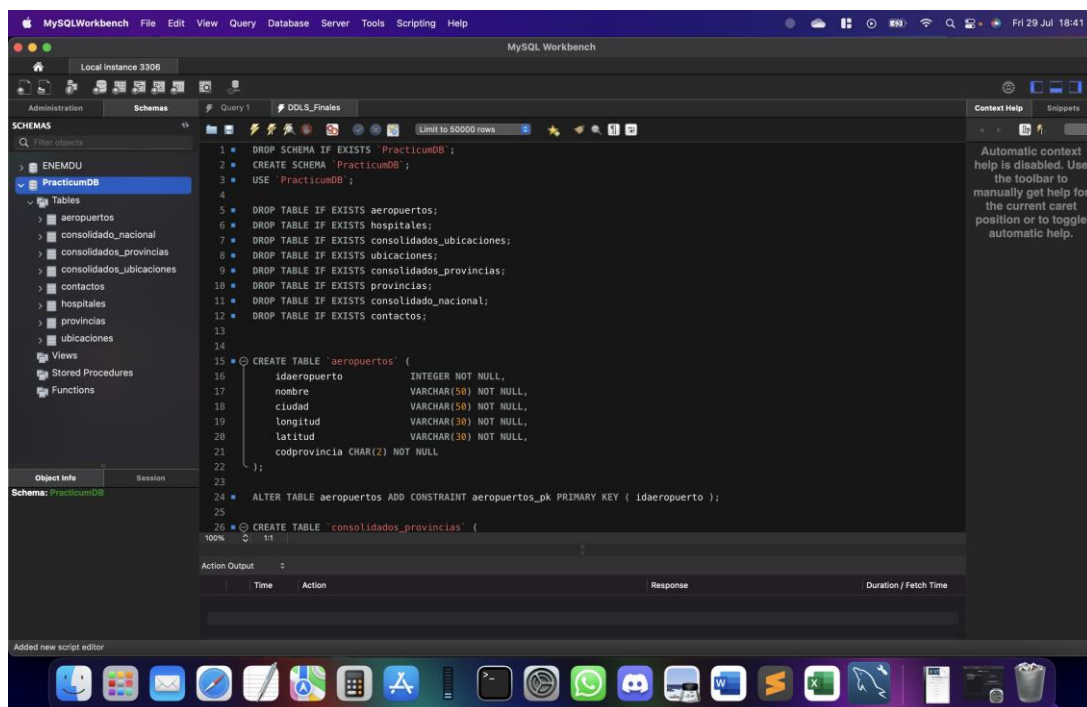 MySQLWorkbench File Edit View Query Database Server Tools Scripting Help Fri 29 Jul 18:41
MySQL Workbench
Local instance 3306
Administration Schemas Query 1 DDLS_Finales Context Help Snippets
SCHEMAS
Filter objects
Limit to 50000 rows
ENEMDU
PracticumDB
Tables
aeropuertos
consolidado_nacional
consolidados_provincias
consolidados_ubicaciones
contactos
hospitales
provincias
ubicaciones
Views
Stored Procedures
Functions
Object Info Session
Schema: PracticumDB
1 DROP SCHEMA IF EXISTS `PracticumDB`;
2 CREATE SCHEMA `PracticumDB`;
3 USE `PracticumDB`;
4
5 DROP TABLE IF EXISTS aeropuertos;
6 DROP TABLE IF EXISTS hospitales;
7 DROP TABLE IF EXISTS consolidados_ubicaciones;
8 DROP TABLE IF EXISTS ubicaciones;
9 DROP TABLE IF EXISTS consolidados_provincias;
10 DROP TABLE IF EXISTS provincias;
11 DROP TABLE IF EXISTS consolidado_nacional;
12 DROP TABLE IF EXISTS contactos;
13
14
15 CREATE TABLE `aeropuertos` (
16 idaeropuerto INTEGER NOT NULL,
17 nombre VARCHAR(50) NOT NULL,
18 ciudad VARCHAR(50) NOT NULL,
19 longitud VARCHAR(30) NOT NULL,
20 latitud VARCHAR(30) NOT NULL,
21 codprovincia CHAR(2) NOT NULL
22 );
23
24 ALTER TABLE aeropuertos ADD CONSTRAINT aeropuertos_pk PRIMARY KEY ( idaeropuerto );
25
26 CREATE TABLE `consolidados_provincias` (
100% 1:1
Action Output
Time Action Response Duration / Fetch Time
Automatic context
help is disabled. Use
the toolbar to
manually get help for
the current caret
position or to toggle
automatic help.
Added new script editor